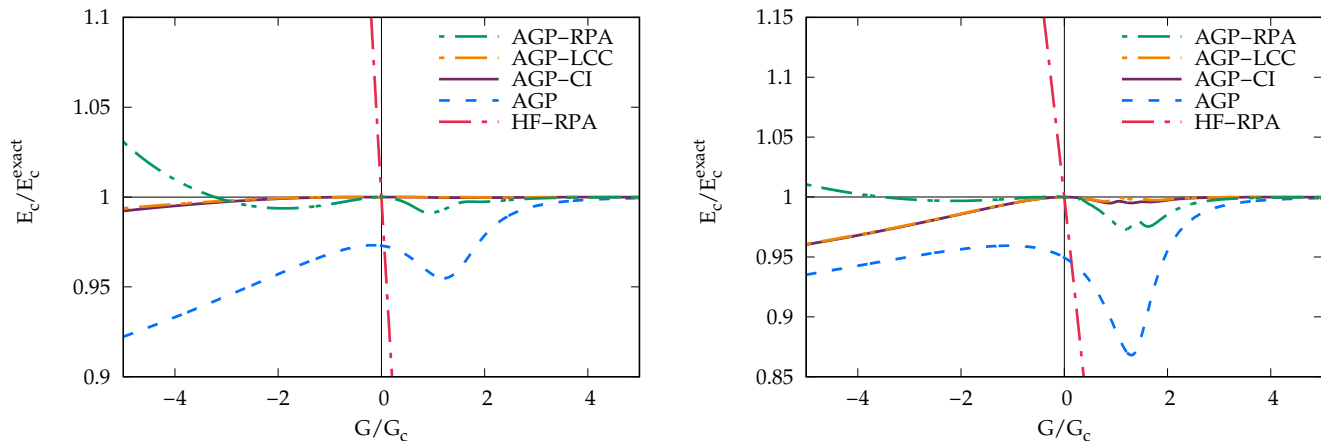 1.1
1.05
1
0.95
0.9
−4
−2
0
2
4
G/G_c
E_c/E_c^exact
AGP−RPA
AGP−LCC
AGP−CI
AGP
HF−RPA
1.15
1.1
1.05
1
0.95
0.9
0.85
−4
−2
0
2
4
G/G_c
E_c/E_c^exact
AGP−RPA
AGP−LCC
AGP−CI
AGP
HF−RPA